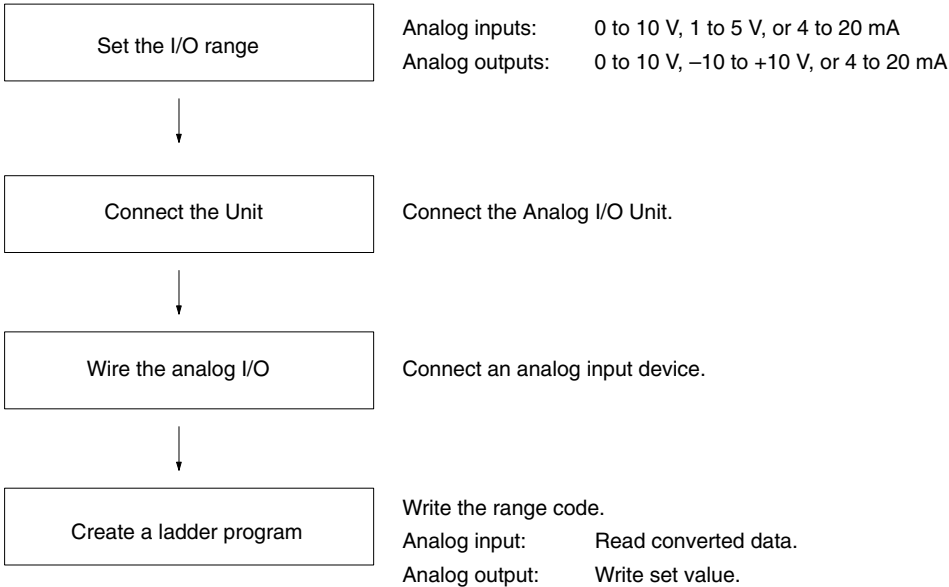 Set the I/O range
Analog inputs: 0 to 10 V, 1 to 5 V, or 4 to 20 mA
Analog outputs: 0 to 10 V, –10 to +10 V, or 4 to 20 mA
Connect the Unit
Connect the Analog I/O Unit.
Wire the analog I/O
Connect an analog input device.
Create a ladder program
Write the range code.
Analog input: Read converted data.
Analog output: Write set value.